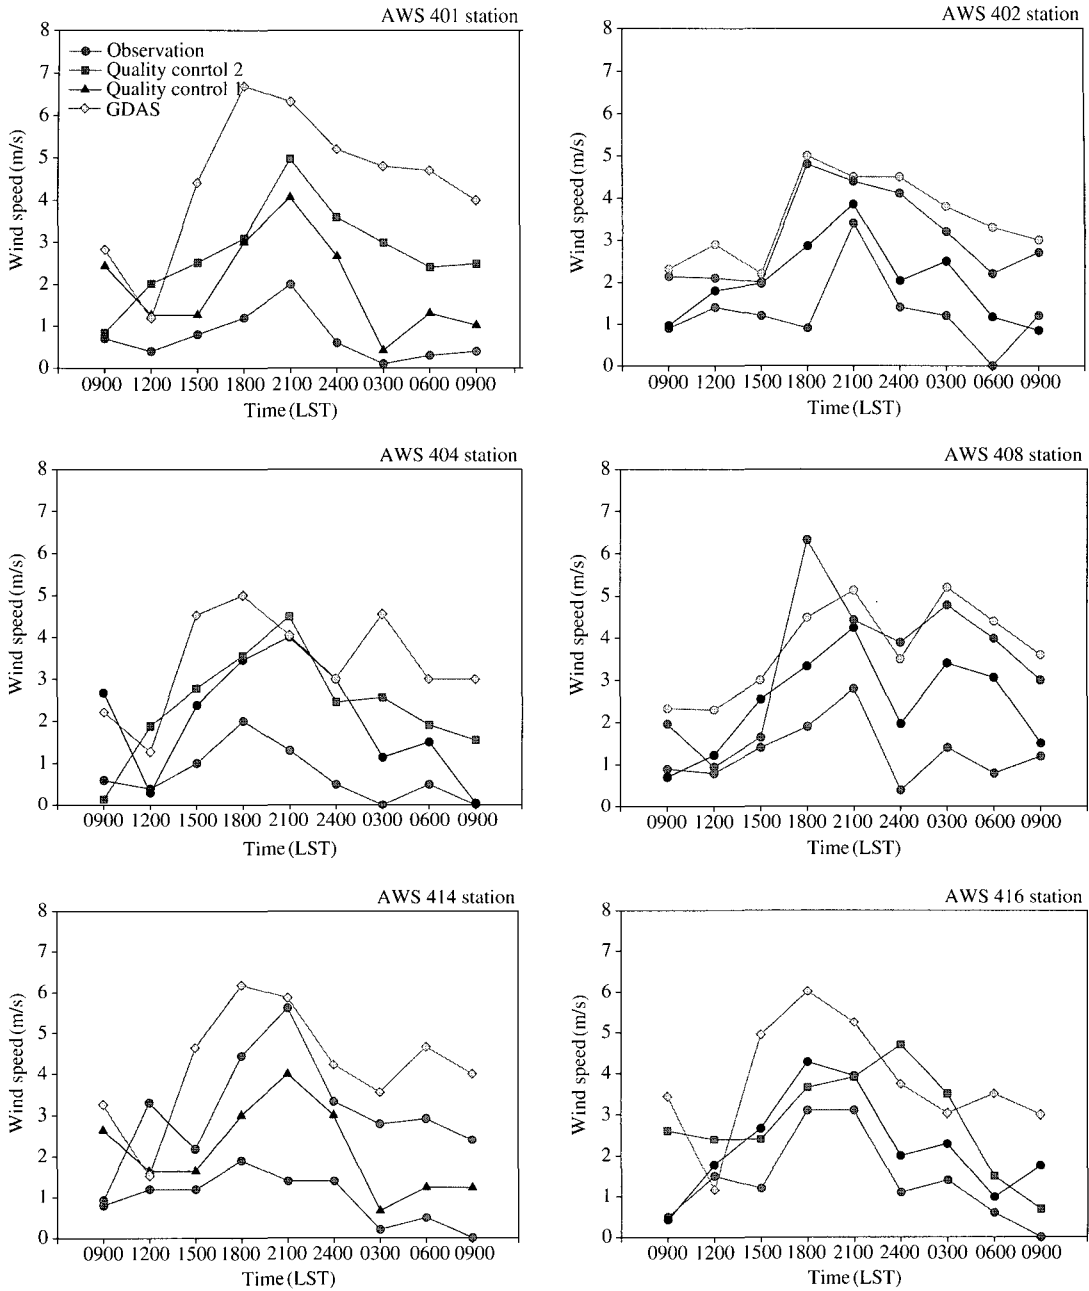 AWS 401 station
8
7
6
5
4
3
2
1
0
Wind speed (m/s)
Observation
Quality conrtol 2
Quality control 1
GDAS
0900 1200 1500 1800 2100 2400 0300 0600 0900
Time (LST)
AWS 402 station
8
7
6
5
4
3
2
1
0
Wind speed (m/s)
0900 1200 1500 1800 2100 2400 0300 0600 0900
Time (LST)
AWS 404 station
8
7
6
5
4
3
2
1
0
Wind speed (m/s)
0900 1200 1500 1800 2100 2400 0300 0600 0900
Time (LST)
AWS 408 station
8
7
6
5
4
3
2
1
0
Wind speed (m/s)
0900 1200 1500 1800 2100 2400 0300 0600 0900
Time (LST)
AWS 414 station
8
7
6
5
4
3
2
1
0
Wind speed (m/s)
0900 1200 1500 1800 2100 2400 0300 0600 0900
Time (LST)
AWS 416 station
8
7
6
5
4
3
2
1
0
Wind speed (m/s)
0900 1200 1500 1800 2100 2400 0300 0600 0900
Time (LST)